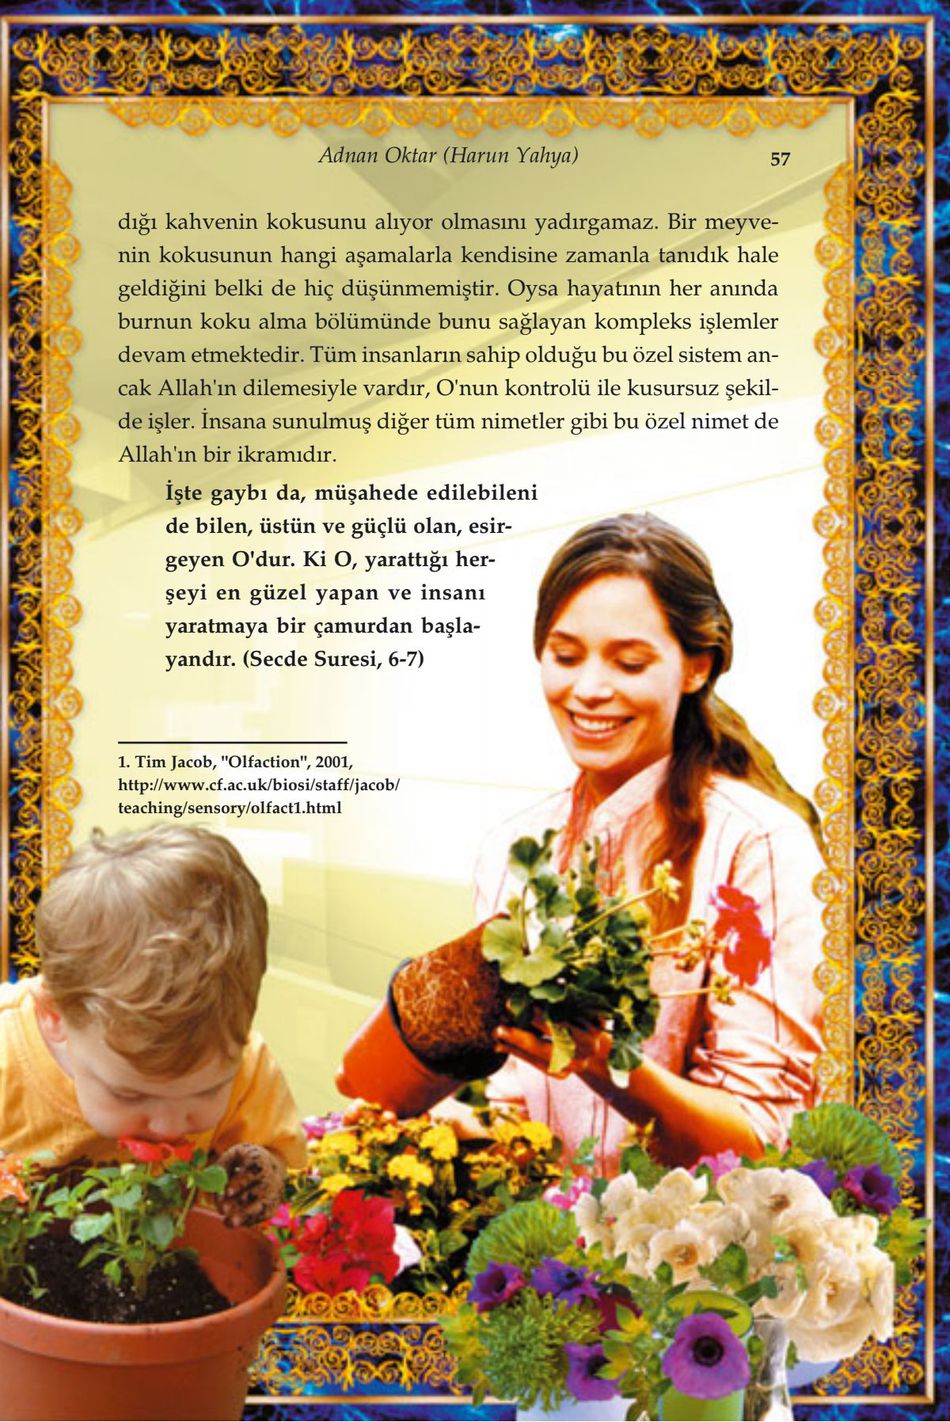 Adnan Oktar (Harun Yahya) 57
dığı kahvenin kokusunu alıyor olmasını yadırgamaz. Bir meyve-
nin kokusunun hangi aşamalarla kendisine zamanla tanıdık hale
geldiğini belki de hiç düşünmemiştir. Oysa hayatının her anında
burnun koku alma bölümünde bunu sağlayan kompleks işlemler
devam etmektedir. Tüm insanların sahip olduğu bu özel sistem an-
cak Allah'ın dilemesiyle vardır, O'nun kontrolü ile kusursuz şekil-
de işler. İnsana sunulmuş diğer tüm nimetler gibi bu özel nimet de
Allah'ın bir ikramıdır.
İşte gaybı da, müşahede edilebileni
de bilen, üstün ve güçlü olan, esir-
geyen O'dur. Ki O, yarattığı her-
şeyi en güzel yapan ve insanı
yaratmaya bir çamurdan başla-
yandır. (Secde Suresi, 6-7)
1. Tim Jacob, "Olfaction", 2001,
http://www.cf.ac.uk/biosi/staff/jacob/
teaching/sensory/olfact1.html